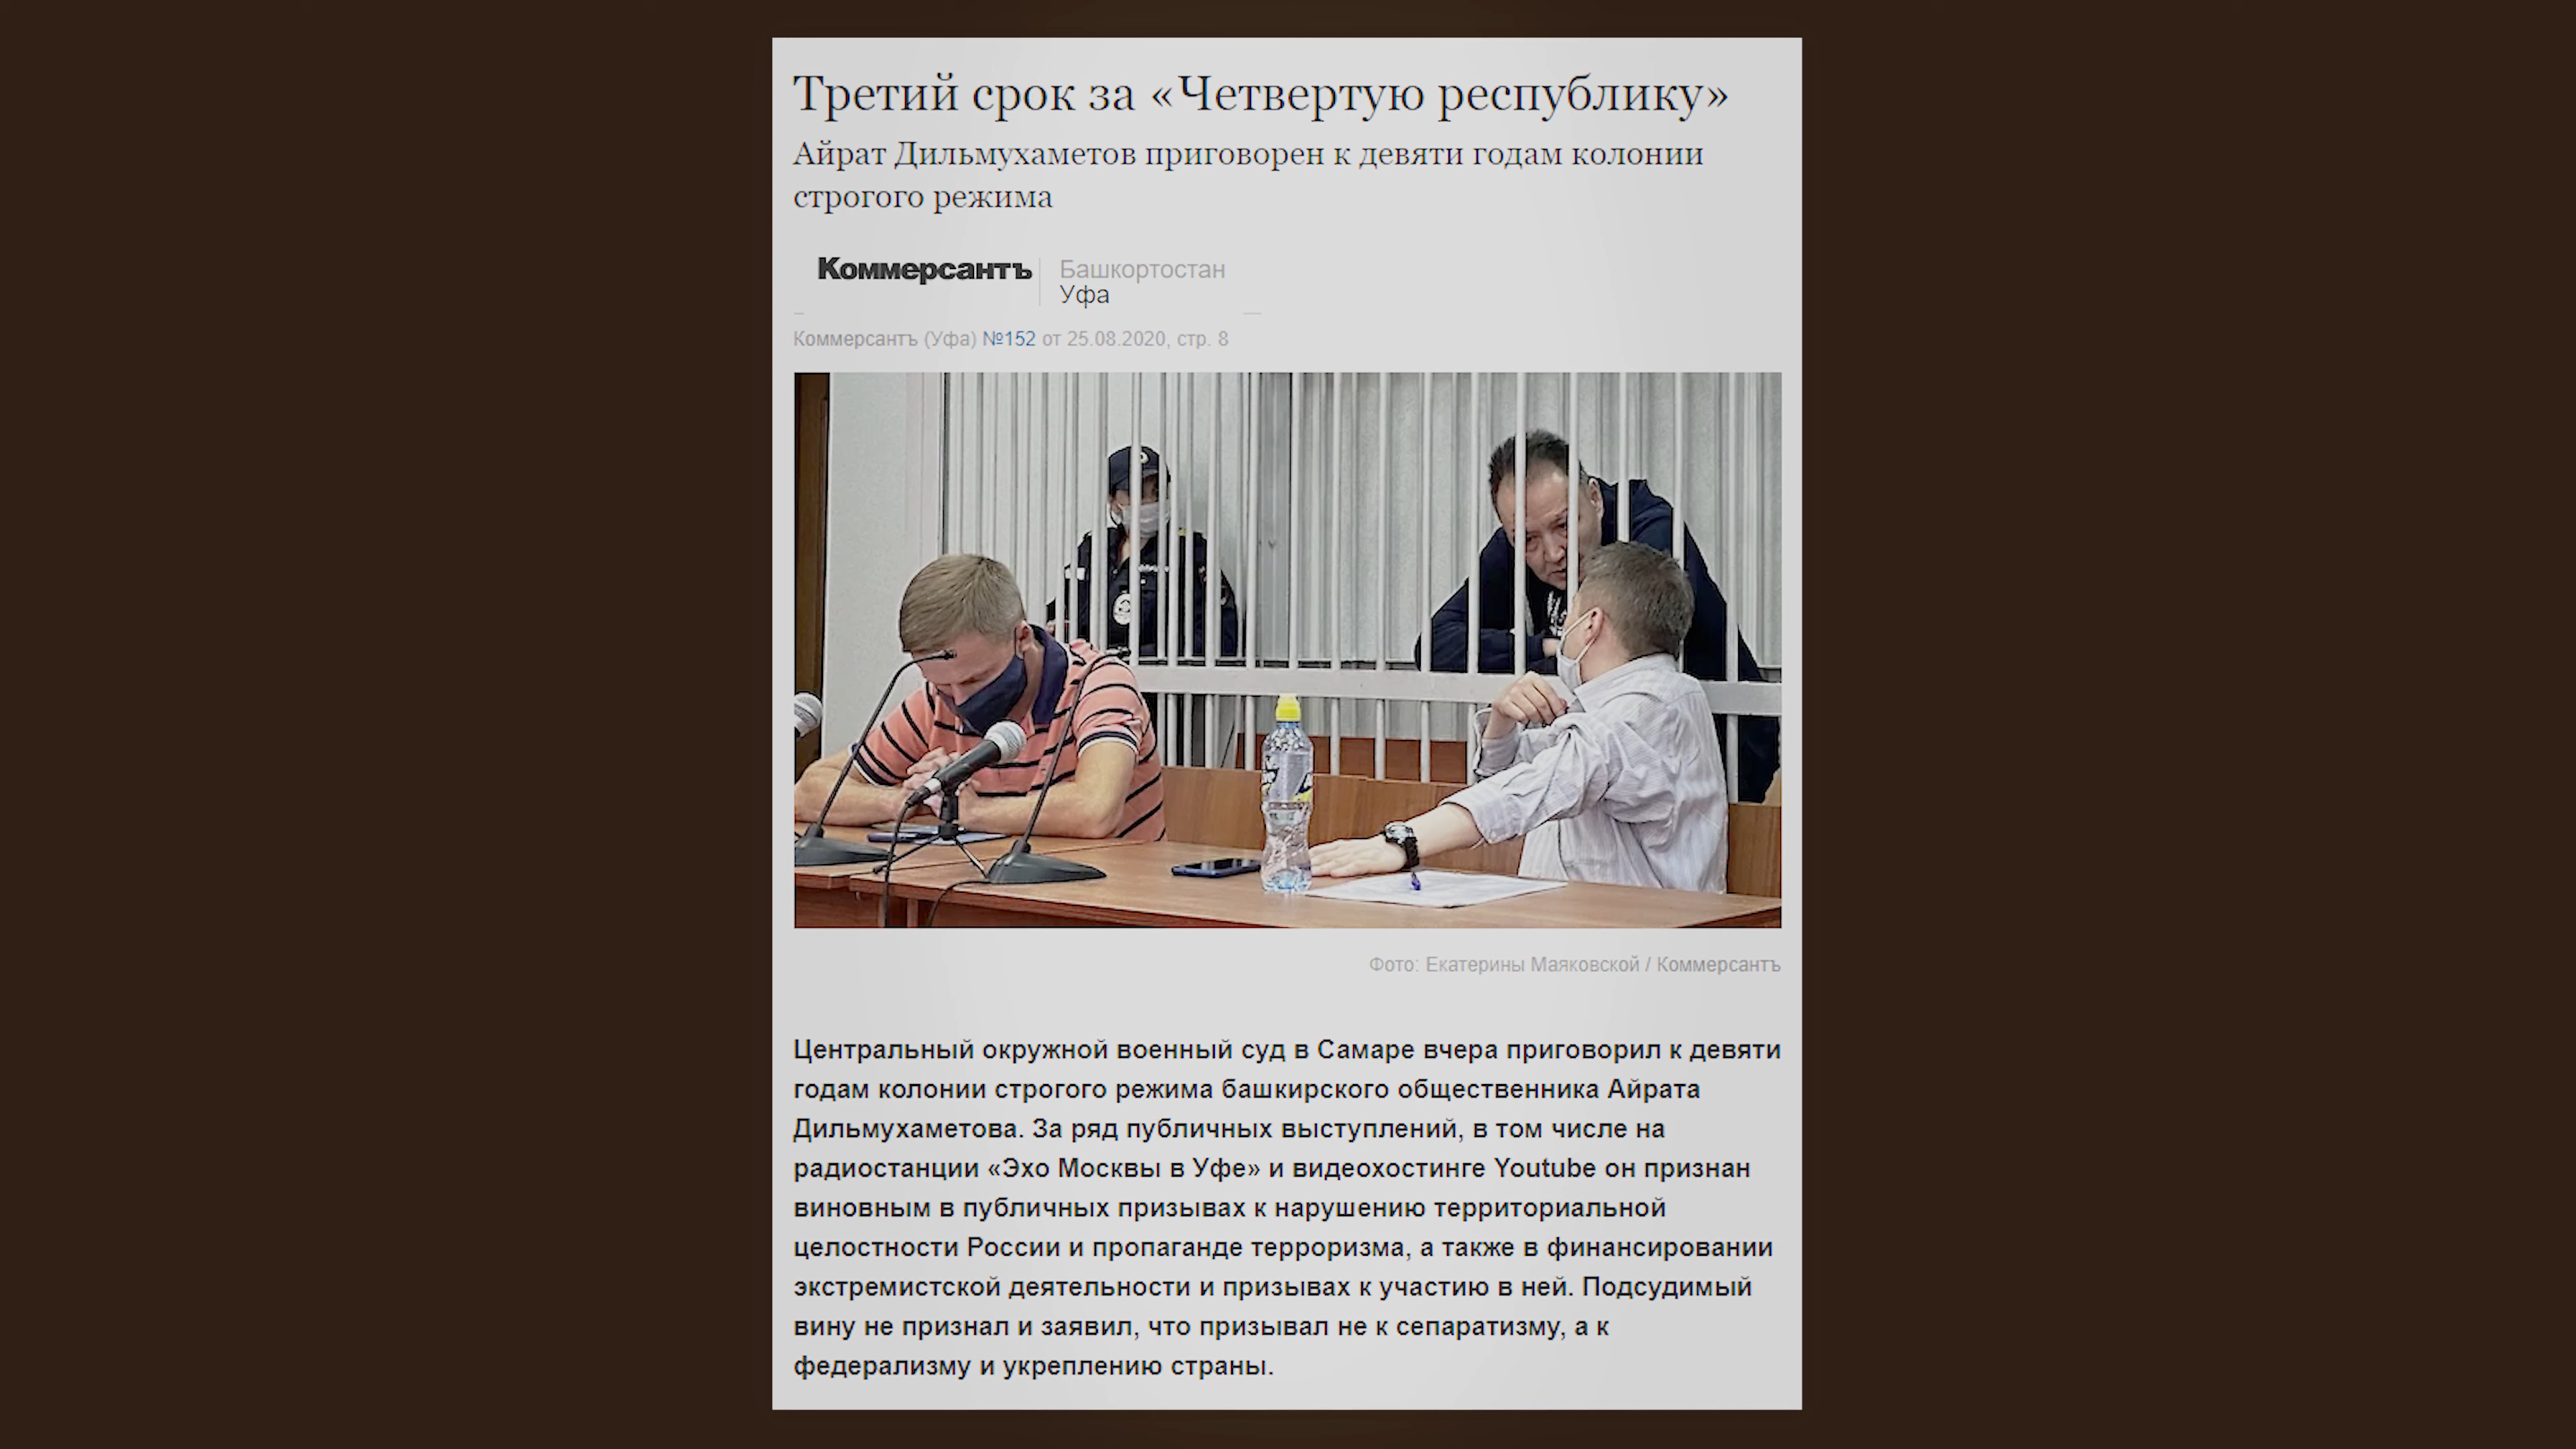 Третий срок за «Четвертую республику»
Айрат Дильмухаметов приговорен к девяти годам колонии
строгого режима
Коммерсантъ
Башкортостан
Уфа
Коммерсантъ (Уфа) №152 от 25.08.2020, стр. 8
Фото: Екатерины Маяковской / Коммерсантъ
Центральный окружной военный суд в Самаре вчера приговорил к девяти
годам колонии строгого режима башкирского общественника Айрата
Дильмухаметова. За ряд публичных выступлений, в том числе на
радиостанции «Эхо Москвы в Уфе» и видеохостинге Youtube он признан
виновным в публичных призывах к нарушению территориальной
целостности России и пропаганде терроризма, а также в финансировании
экстремистской деятельности и призывах к участию в ней. Подсудимый
вину не признал и заявил, что призывал не к сепаратизму, а к
федерализму и укреплению страны.